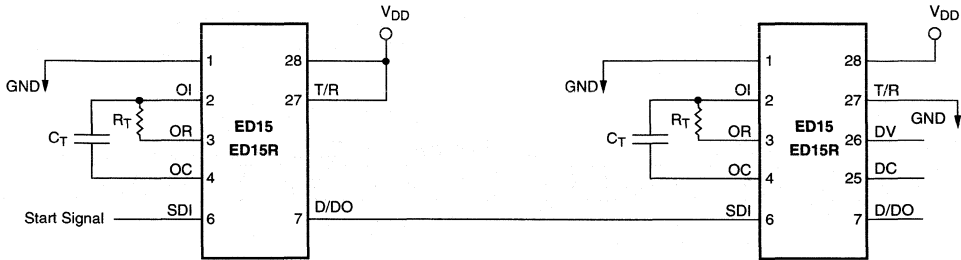 VDD
1
28
GND
OI
T/R
2
27
RT
OR
ED15
ED15R
3
CT
OC
4
Start Signal
SDI
6
7
D/DO
VDD
1
28
GND
OI
T/R
2
27
GND
RT
OR
ED15
ED15R
3
26
DV
CT
OC
4
25
DC
SDI
6
7
D/DO